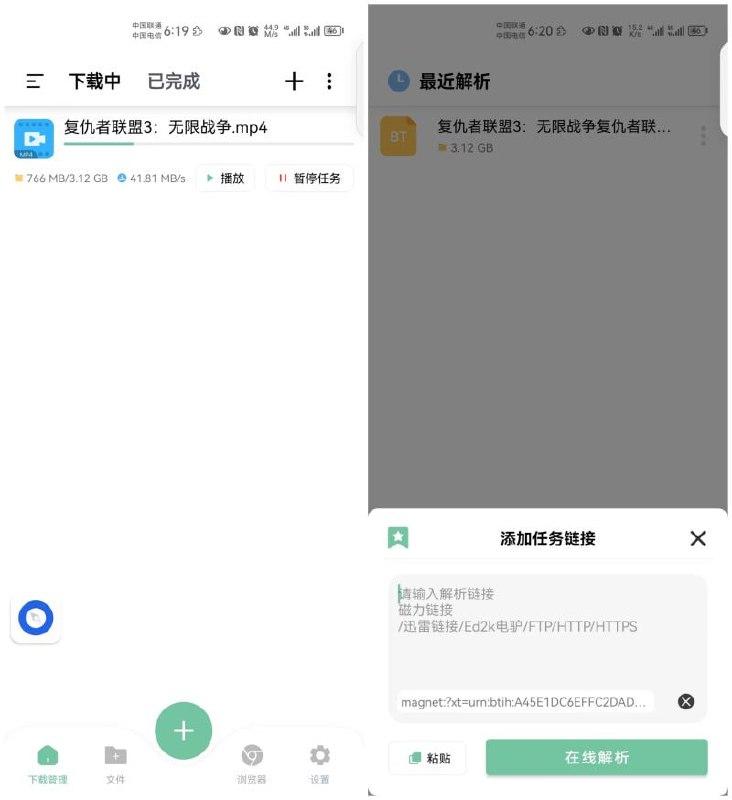 中国联通
中国电信
6:19
44.9
M/s
46
下载中
已完成
复仇者联盟3：无限战争.mp4
MP4
766 MB/3.12 GB
41.81 MB/s
播放
暂停任务
下载管理
文件
浏览器
设置
中国联通
中国电信
6:20
15.2
K/s
最近解析
BT
复仇者联盟3：无限战争复仇者联...
3.12 GB
添加任务链接
请输入解析链接
磁力链接
/迅雷链接/Ed2k电驴/FTP/HTTP/HTTPS
magnet:?xt=urn:btih:A45E1DC6EFFC2DAD...
粘贴
在线解析